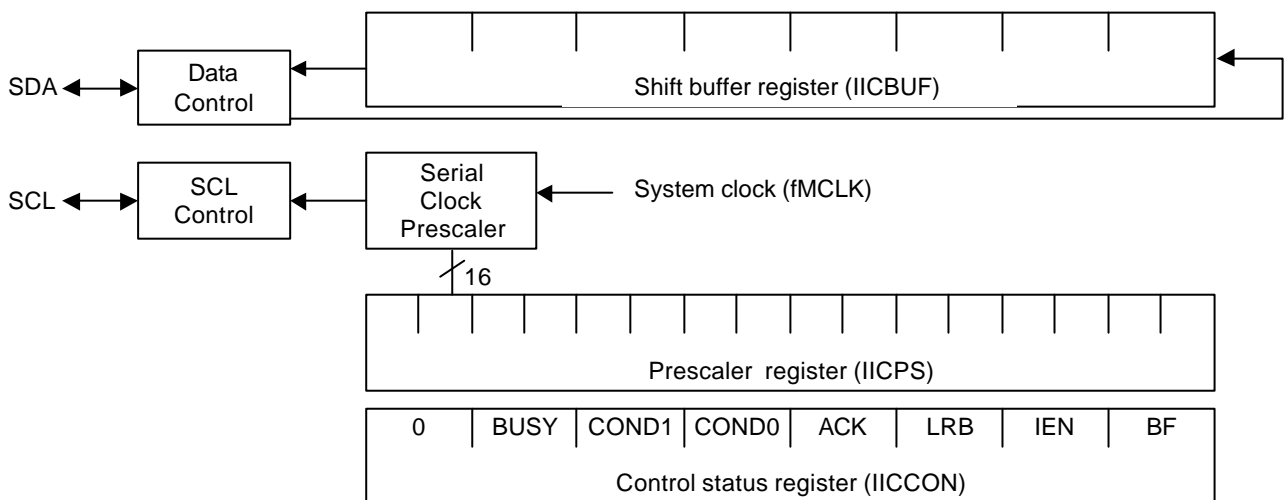 SDA
Data
Control
Shift buffer register (IICBUF)
SCL
SCL
Control
Serial
Clock
Prescaler
System clock (fMCLK)
16
Prescaler register (IICPS)
0 BUSY COND1 COND0 ACK LRB IEN BF
Control status register (IICCON)